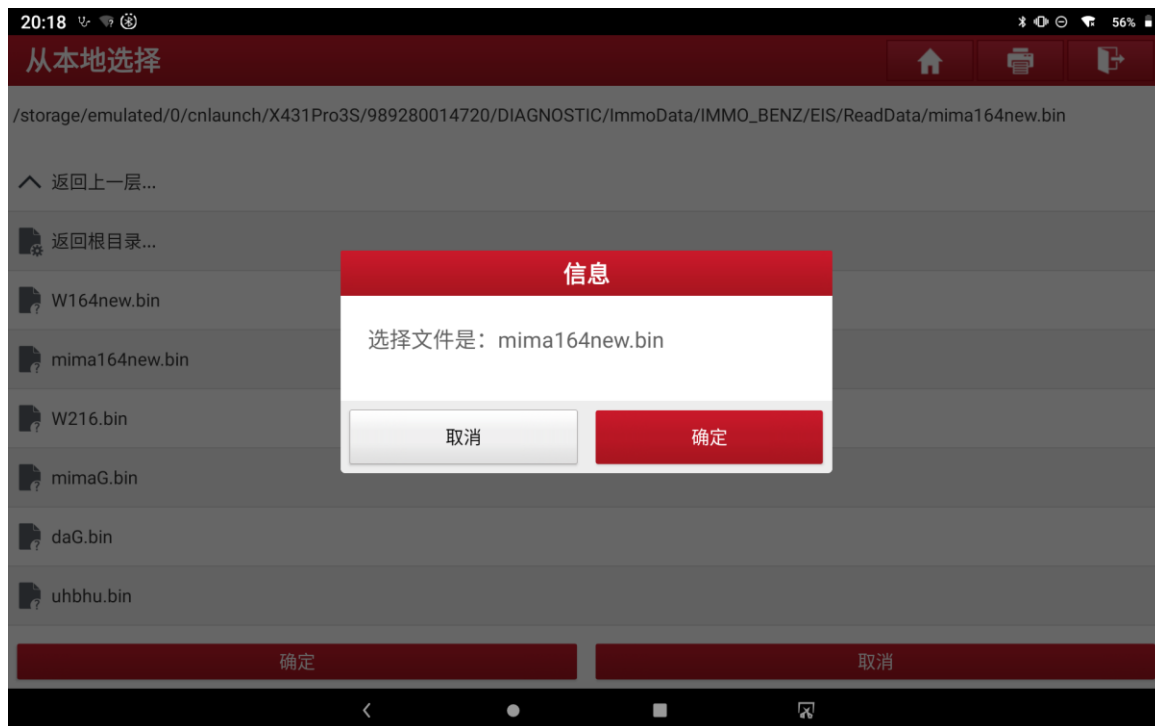 20:18
56%
从本地选择
/storage/emulated/0/cnlaunch/X431Pro3S/989280014720/DIAGNOSTIC/ImmoData/IMMO_BENZ/EIS/ReadData/mima164new.bin
返回上一层...
返回根目录...
W164new.bin
mima164new.bin
W216.bin
mimaG.bin
daG.bin
uhbhu.bin
信息
选择文件是：mima164new.bin
取消
确定
确定
取消